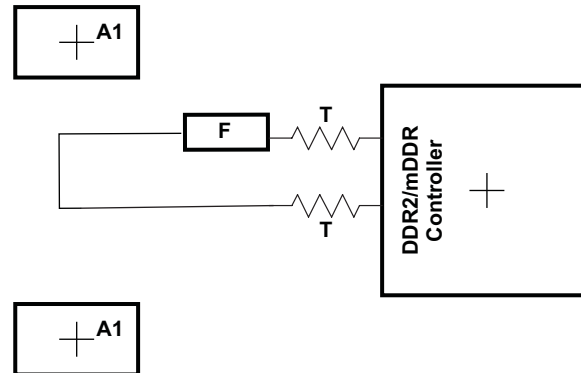 A1
T
F
DDR2/mDDR
Controller
T
A1